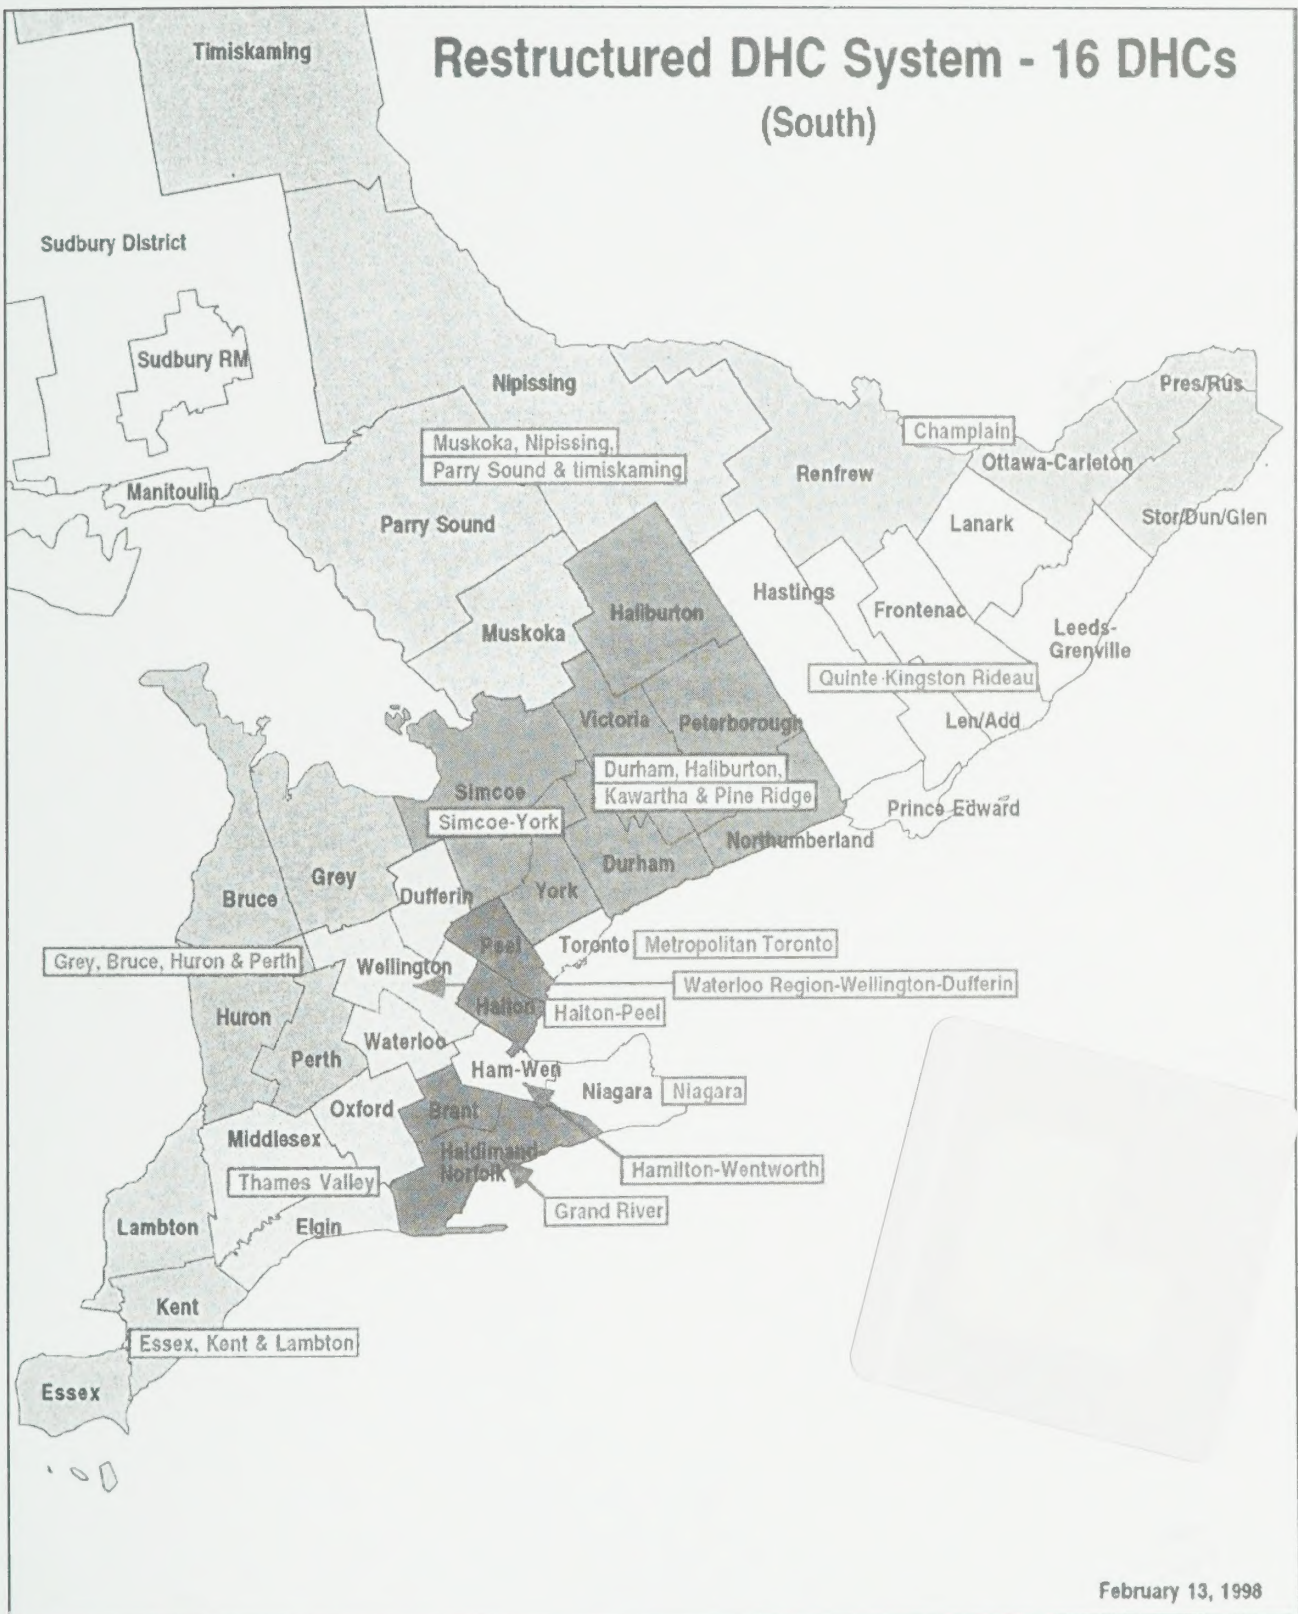 Restructured DHC System - 16 DHCs
(South)
Timiskaming
Sudbury District
Sudbury RM
Nipissing
Pres/Rus
Champlain
Muskoka, Nipissing,
Parry Sound & timiskaming
Ottawa-Carleton
Renfrew
Manitoulin
Parry Sound
Lanark
Stor/Dun/Glen
Hastings
Frontenac
Haliburton
Muskoka
Leeds-
Grenville
Quinte Kingston Rideau
Victoria
Peterborough
Len/Add
Durham, Haliburton,
Kawartha & Pine Ridge
Simcoe
Simcoe-York
Prince Edward
Northumberland
Durham
Grey
York
Bruce
Dufferin
Peel
Toronto
Metropolitan Toronto
Grey, Bruce, Huron & Perth
Wellington
Waterloo Region-Wellington-Dufferin
Halton
Halton-Peel
Huron
Waterloo
Perth
Ham-Wen
Niagara
Niagara
Oxford
Brant
Middlesex
Haldimand-
Norfolk
Hamilton-Wentworth
Thames Valley
Grand River
Lambton
Elgin
Kent
Essex, Kent & Lambton
Essex
February 13, 1998